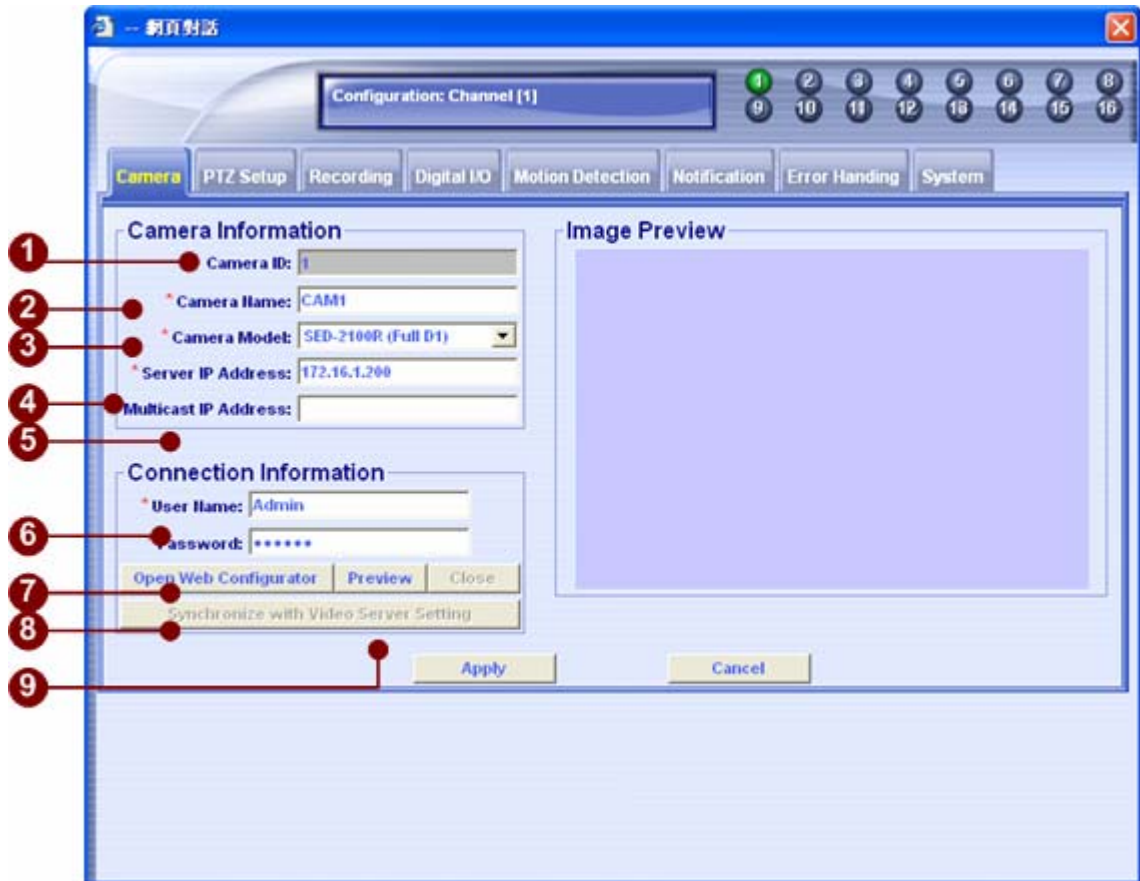 -- 網頁對話
Configuration: Channel [1]
1 2 3 4 5 6 7 8
9 10 11 12 13 14 15 16
Camera PTZ Setup Recording Digital I/O Motion Detection Notification Error Handing System
Camera Information
Image Preview
1
Camera ID: 1
2
*Camera Name: CAM1
3
*Camera Model: SED-2100R (Full D1)
*Server IP Address: 172.16.1.200
4
Multicast IP Address:
5
Connection Information
*User Name: Admin
6
Password: ******
Open Web Configurator Preview Close
7
Synchronize with Video Server Setting
8
Apply Cancel
9